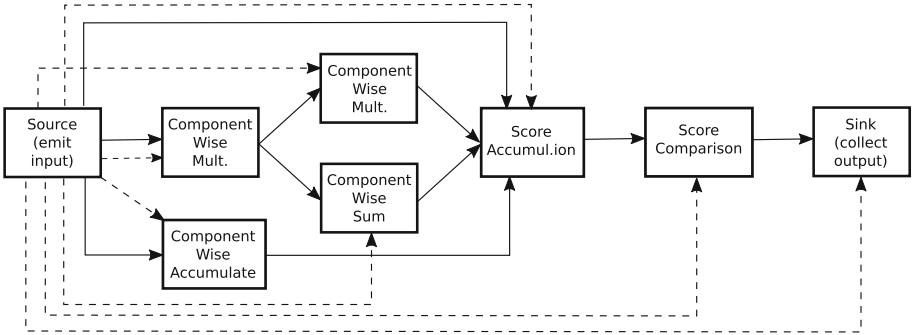 Source
(emit
input)
Component
Wise
Mult.
Component
Wise
Accumulate
Component
Wise
Mult.
Component
Wise
Sum
Score
Accumul.ion
Score
Comparison
Sink
(collect
output)